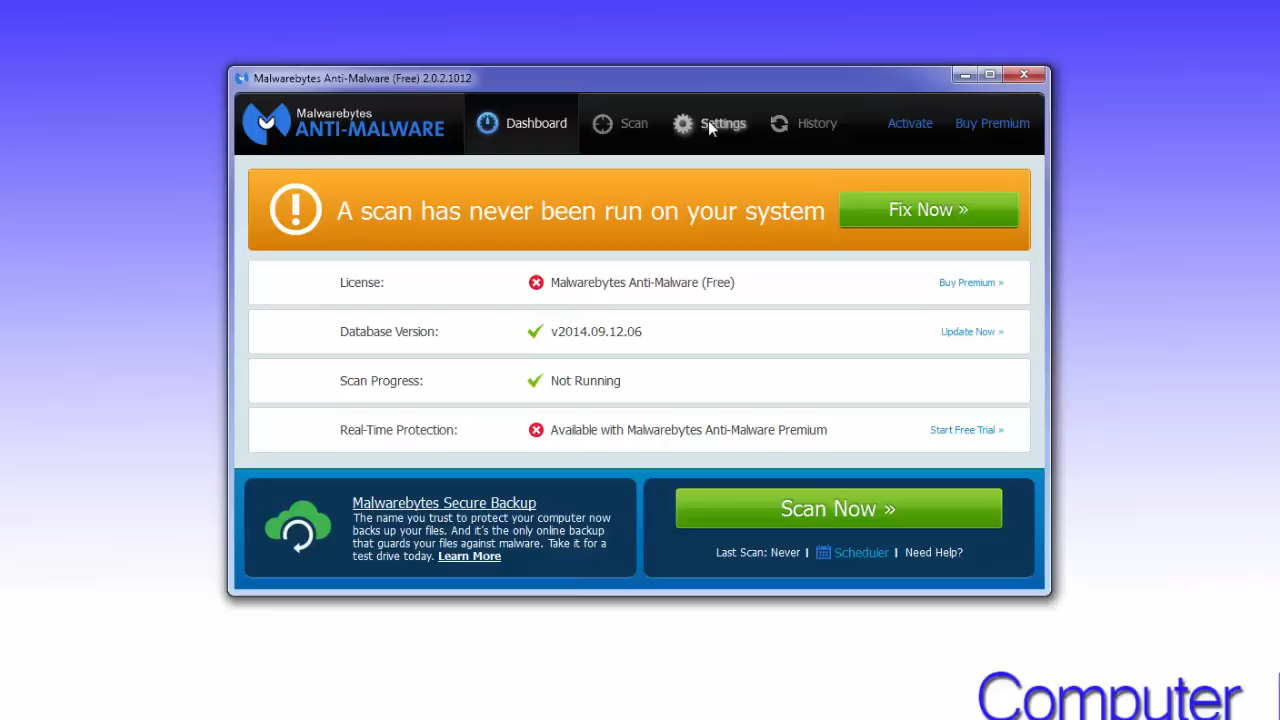 Malwarebytes Anti-Malware (Free) 2.0.2.1012
Malwarebytes
ANTI-MALWARE
Dashboard
Scan
Settings
History
Activate
Buy Premium
A scan has never been run on your system
Fix Now »
License:
Malwarebytes Anti-Malware (Free)
Buy Premium »
Database Version:
v2014.09.12.06
Update Now »
Scan Progress:
Not Running
Real-Time Protection:
Available with Malwarebytes Anti-Malware Premium
Start Free Trial »
Malwarebytes Secure Backup
The name you trust to protect your computer now
backs up your files. And it's the only online backup
that guards your files against malware. Take it for a
test drive today. Learn More
Scan Now »
Last Scan: Never | Scheduler | Need Help?
Computer